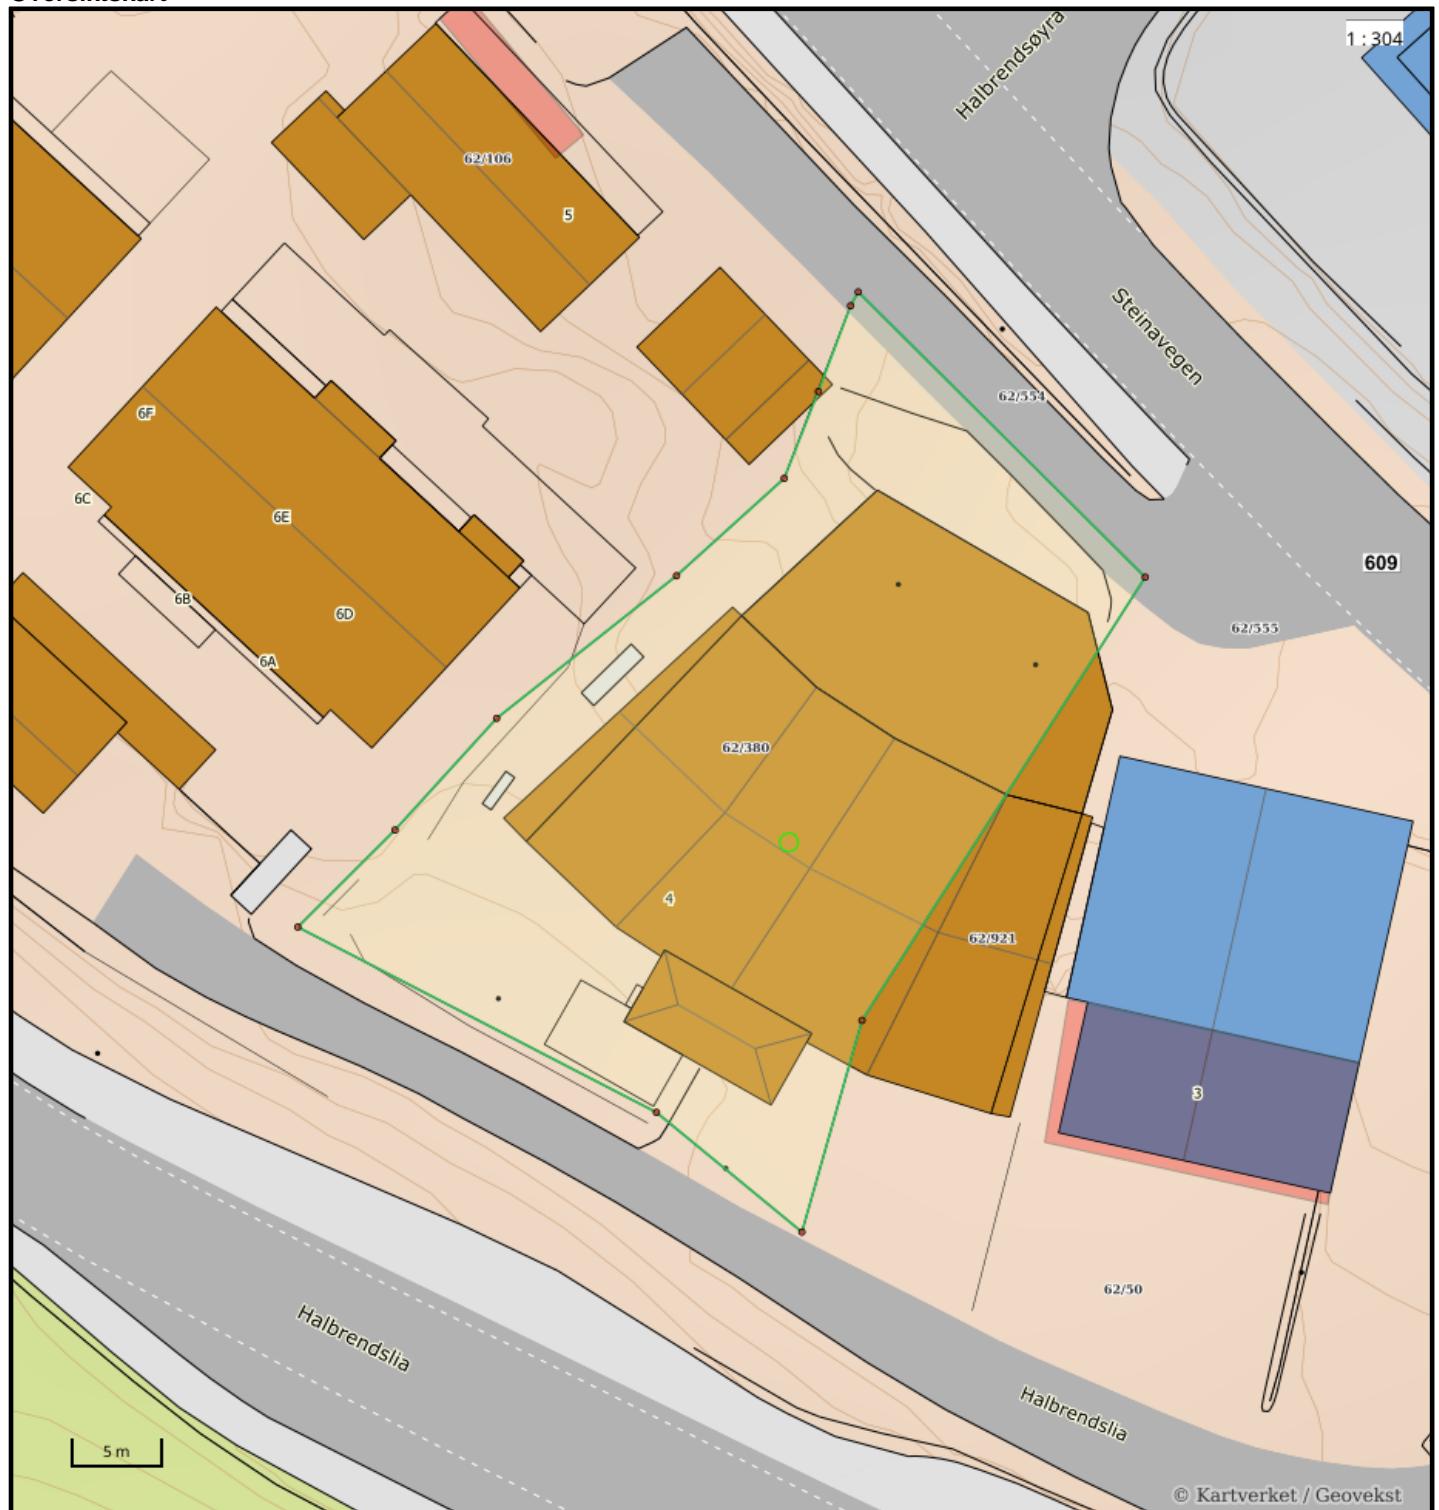 1 : 304
Halbrendsøyra
62/106
5
Steinavegen
62/554
6F
6C
6E
609
6B
6D
62/555
6A
62/380
4
62/921
3
62/50
Halbrendslia
Halbrendslia
5 m
© Kartverket / Geovekst